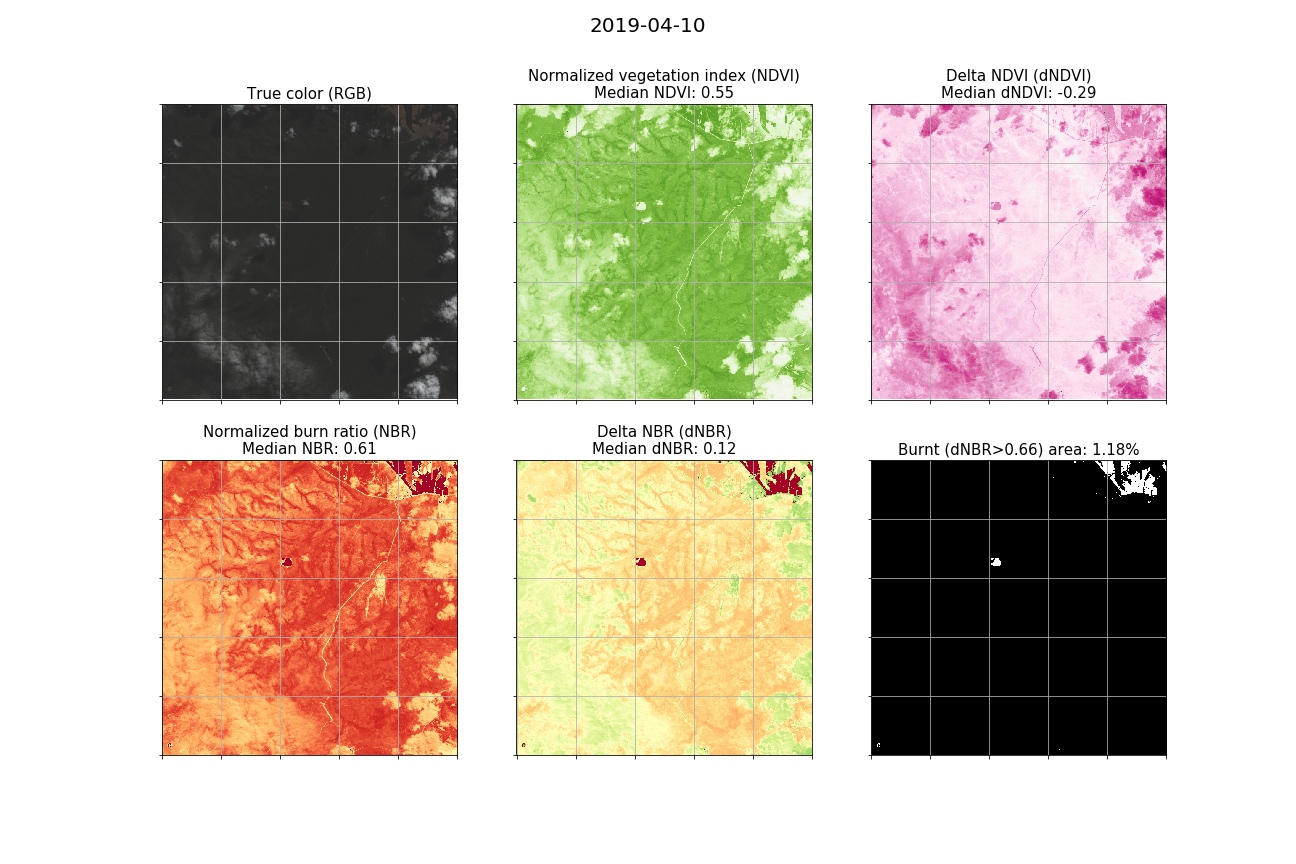 2019-04-10
True color (RGB)
Normalized vegetation index (NDVI)
Median NDVI: 0.55
Delta NDVI (dNDVI)
Median dNDVI: -0.29
Normalized burn ratio (NBR)
Median NBR: 0.61
Delta NBR (dNBR)
Median dNBR: 0.12
Burnt (dNBR>0.66) area: 1.18%